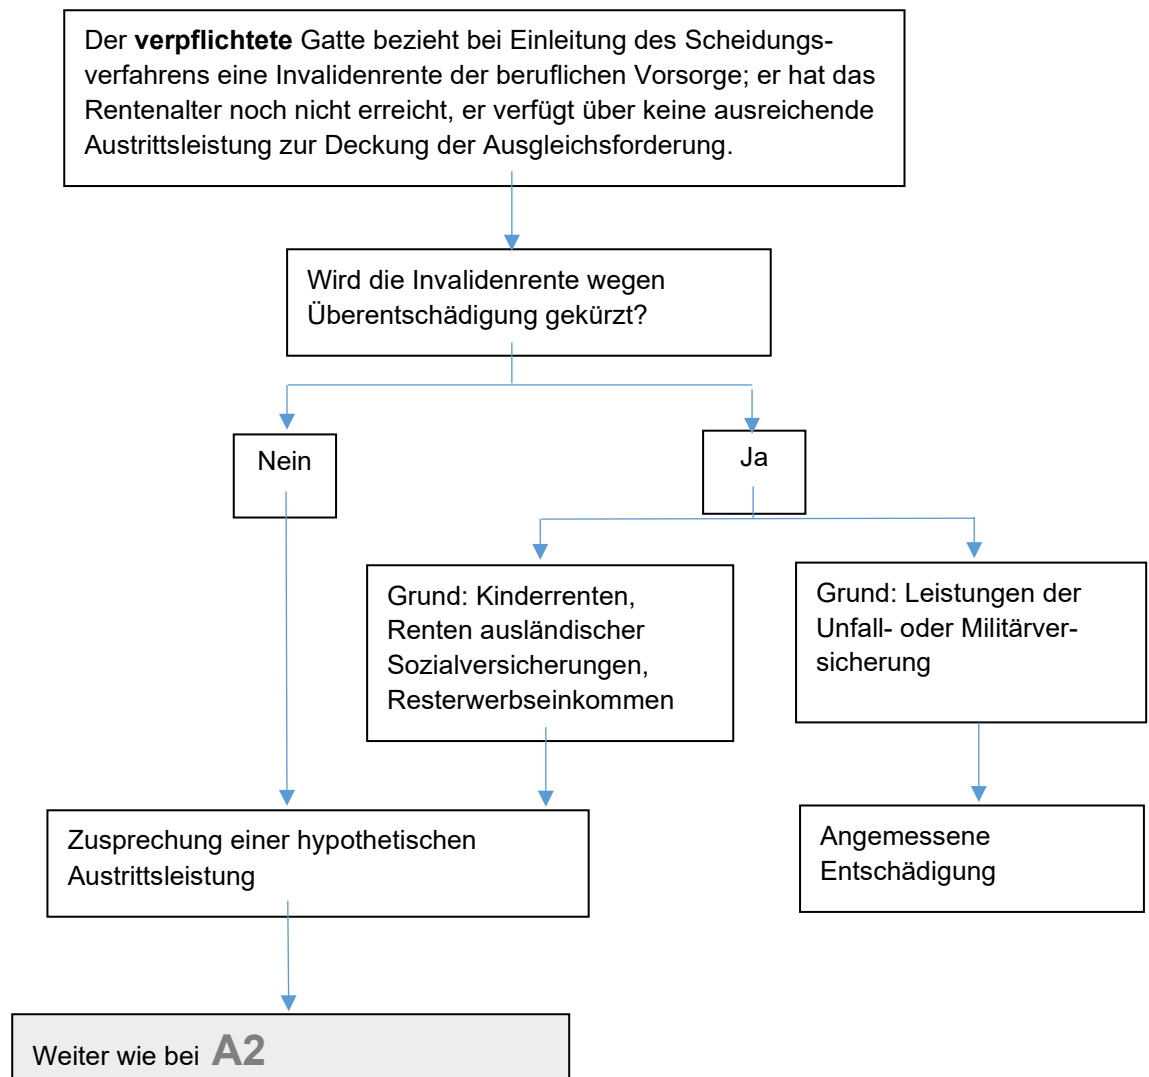 Der verpflichtete Gatte bezieht bei Einleitung des Scheidungs-
verfahrens eine Invalidenrente der beruflichen Vorsorge; er hat das
Rentenalter noch nicht erreicht, er verfügt über keine ausreichende
Austrittsleistung zur Deckung der Ausgleichsforderung.
Wird die Invalidenrente wegen
Überentschädigung gekürzt?
Nein
Ja
Grund: Kinderrenten,
Renten ausländischer
Sozialversicherungen,
Resterwerbseinkommen
Grund: Leistungen der
Unfall- oder Militärver-
sicherung
Zusprechung einer hypothetischen
Austrittsleistung
Angemessene
Entschädigung
Weiter wie bei A2